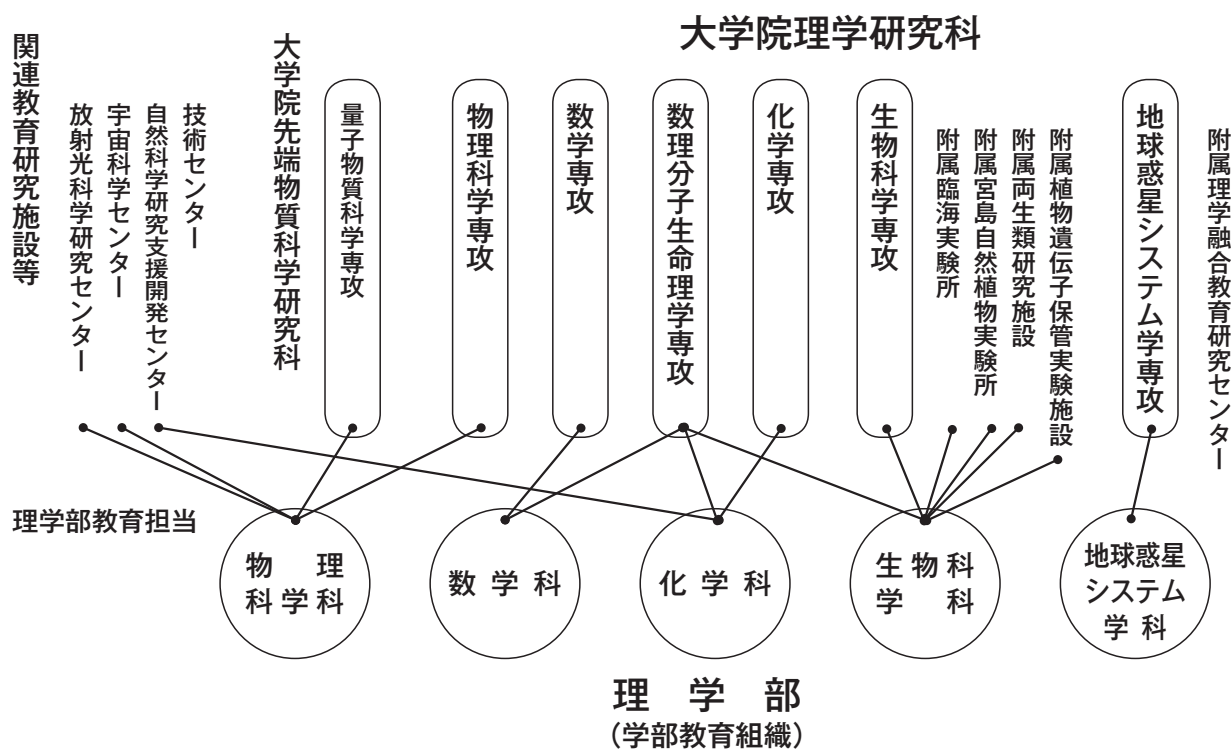 大学院理学研究科
関連教育研究施設等
放射光科学研究センター
宇宙科学センター
自然科学研究支援開発センター
技術センター
大学院先端物質科学研究科
量子物質科学専攻
物理科学専攻
数学専攻
数理分子生命理学専攻
化学専攻
生物科学専攻
附属臨海実験所
附属宮島自然植物実験所
附属両生類研究施設
附属植物遺伝子保管実験施設
地球惑星システム学専攻
附属理学融合教育研究センター
理学部教育担当
物理
科学科
数学科
化学科
生物科
学科
地球惑星
システム
学科
理学部
(学部教育組織)